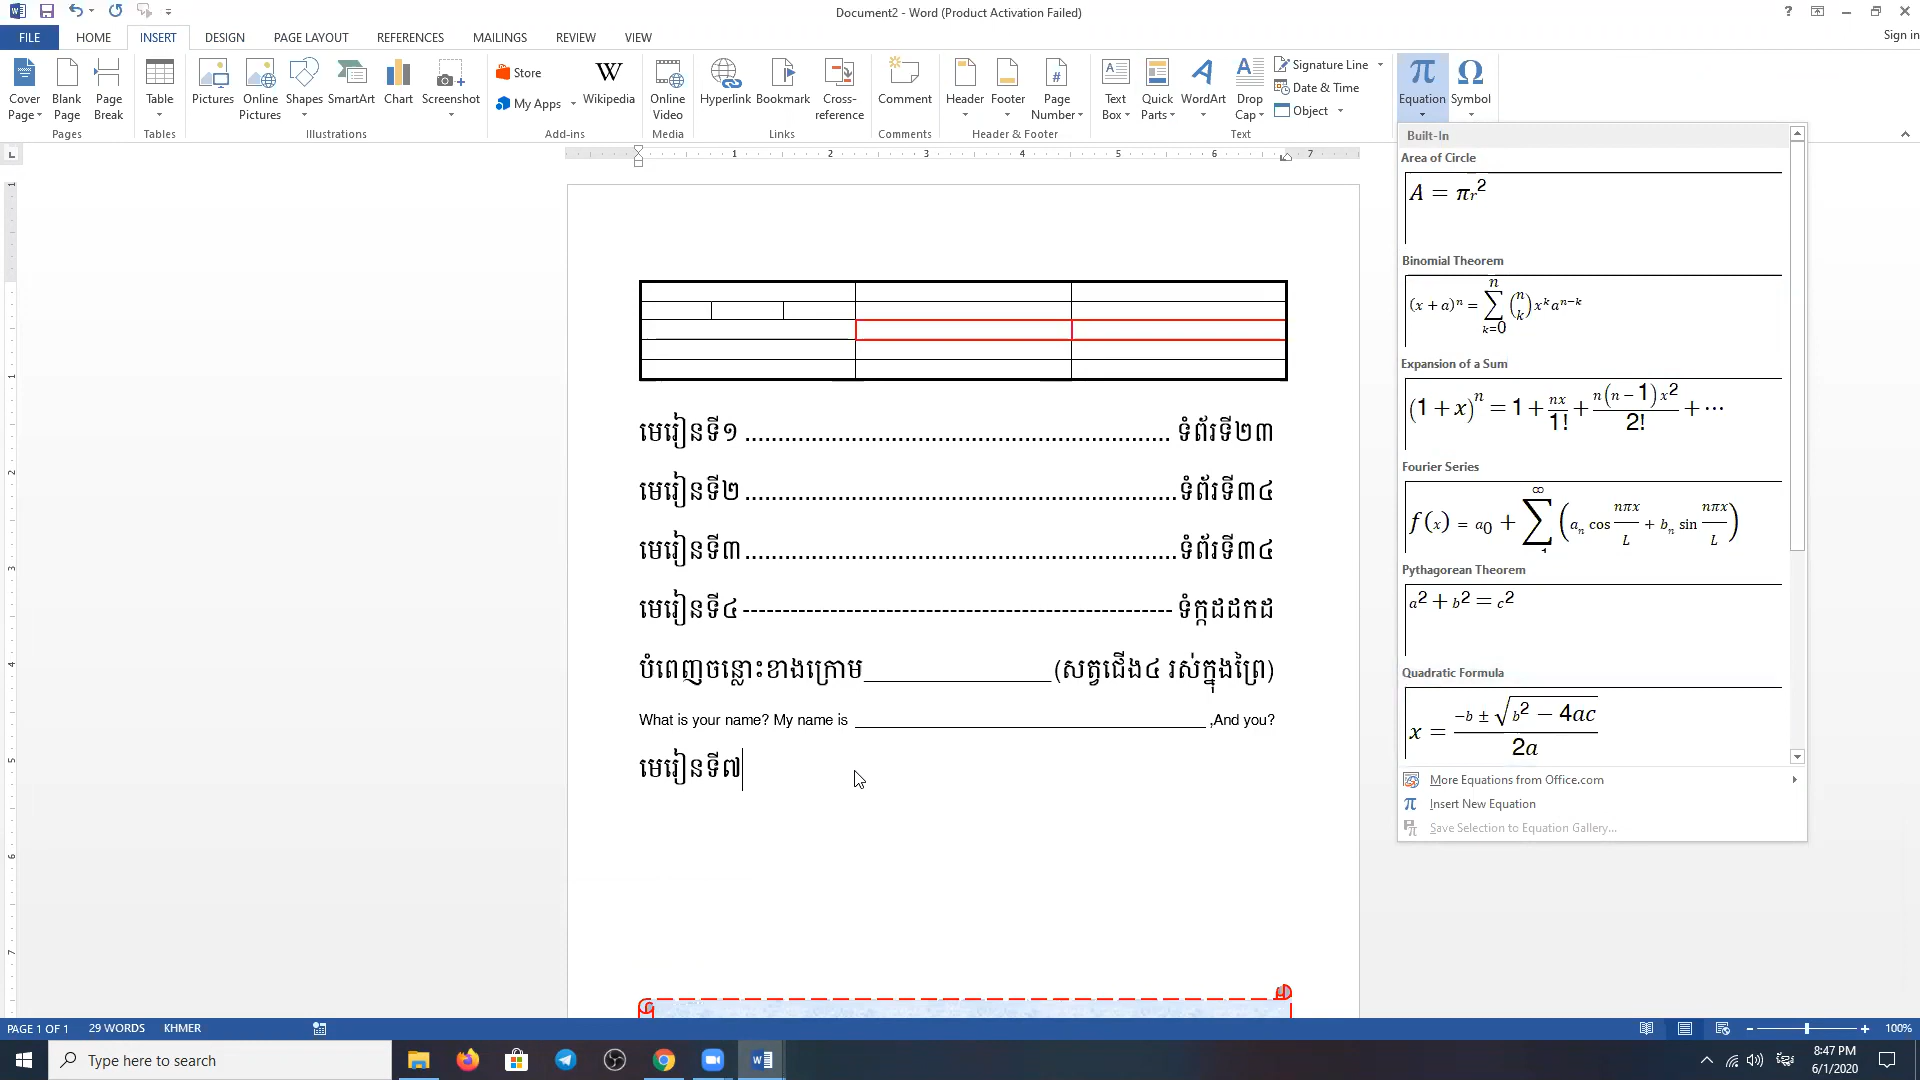 Document2 - Word (Product Activation Failed)
FILE HOME INSERT DESIGN PAGE LAYOUT REFERENCES MAILINGS REVIEW VIEW
Sign in
Cover Page
Blank Page
Page Break
Table
Pictures
Online Pictures
Shapes
SmartArt
Chart
Screenshot
Store
My Apps
Wikipedia
Online Video
Hyperlink
Bookmark
Cross-reference
Comment
Header
Footer
Page Number
Text Box
Quick Parts
WordArt
Drop Cap
Signature Line
Date & Time
Object
Equation
Symbol
Pages Tables Illustrations Add-ins Media Links Comments Header & Footer Text
Built-In
Area of Circle
A = πr²
Binomial Theorem
(x + a)ⁿ = ∑ₖ₌₀ⁿ (n k) xᵏaⁿ⁻ᵏ
Expansion of a Sum
(1 + x)ⁿ = 1 + nx/1! + n(n − 1)x²/2! + ⋯
Fourier Series
f(x) = a₀ + ∑ ∞ (aₙ cos nπx/L + bₙ sin nπx/L)
Pythagorean Theorem
a² + b² = c²
Quadratic Formula
x = (−b ± √(b² − 4ac))/2a
More Equations from Office.com
Insert New Equation
Save Selection to Equation Gallery...
មេរៀនទី១ ................................................................ ទំព័រទី២៣
មេរៀនទី២ .................................................................ទំព័រទី៣៤
មេរៀនទី៣.................................................................ទំព័រទី៣៤
មេរៀនទី៤ ------------------------------------------------------ ទំក្កដដកដ
បំពេញចន្លោះខាងក្រោម______________________(សត្វជើង៤ រស់ក្នុងព្រៃ)
What is your name? My name is __________________________________________ ,And you?
មេរៀនទី៧
PAGE 1 OF 1 29 WORDS KHMER
100%
Type here to search
8:47 PM
6/1/2020